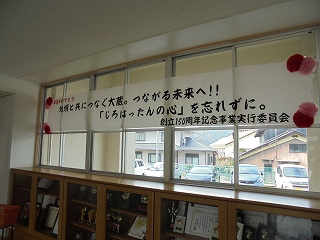 地域と共につなぐ大蔵。つながる未来へ!!
「じろはったんの心」を忘れずに。
創立150周年記念事業実行委員会